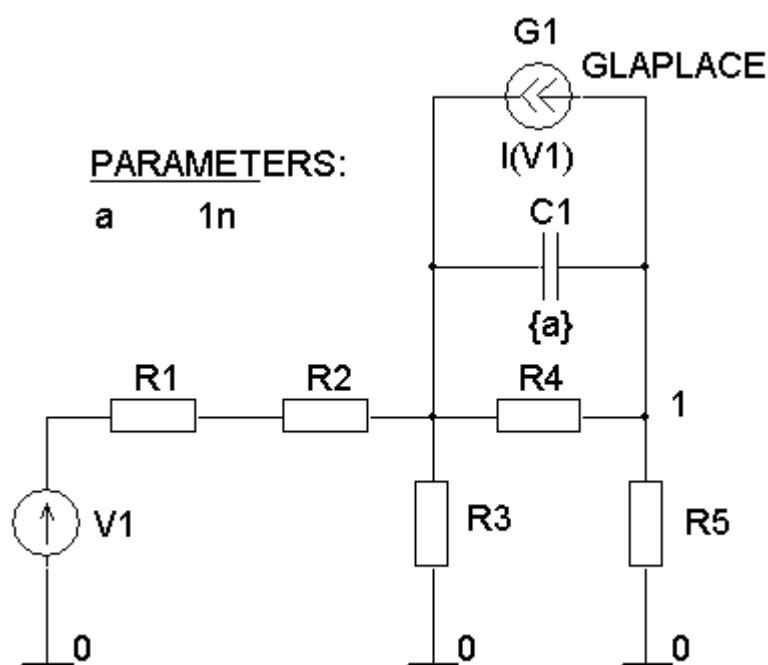 G1
GLAPLACE
PARAMETERS:
I(V1)
a 1n
C1
{a}
R1
R2
R4
1
V1
R3
R5
0
0
0